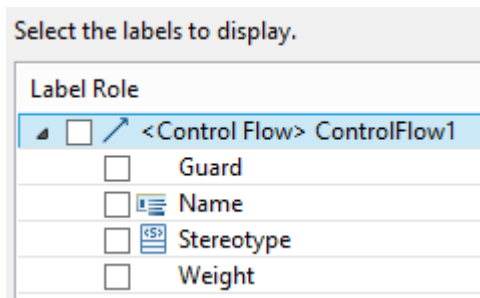 Select the labels to display.
Label Role
<Control Flow> ControlFlow1
Guard
Name
<S> Stereotype
Weight